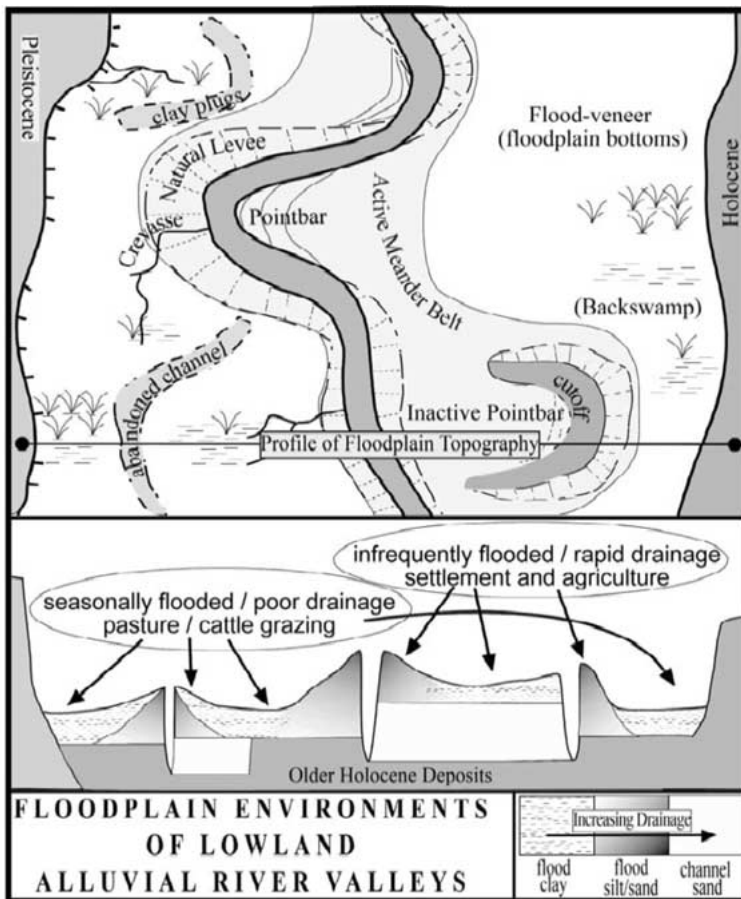 Pleistocene
clay plugs
Natural Levee
Crevasse
Pointbar
Active Meander Belt
Flood-veneer
(floodplain bottoms)
Holocene
(Backswamp)
abandoned channel
cutoff
Inactive Pointbar
Profile of Floodplain Topography
infrequently flooded / rapid drainage
settlement and agriculture
seasonally flooded / poor drainage
pasture / cattle grazing
Older Holocene Deposits
FLOODPLAIN ENVIRONMENTS
OF LOWLAND
ALLUVIAL RIVER VALLEYS
Increasing Drainage
flood
clay
flood
silt/sand
channel
sand